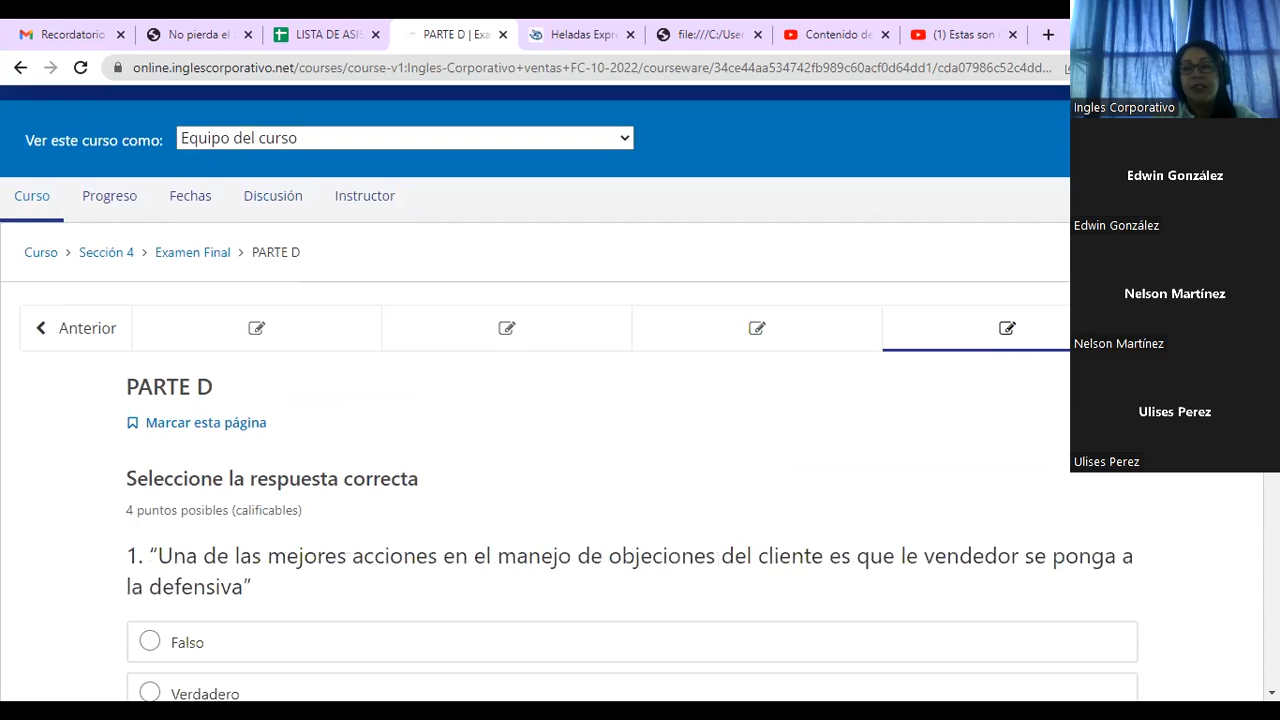 Recordatorio
No pierda el
LISTA DE ASIS
PARTE D | Exa
Heladas Expre
file:///C:/User
Contenido de
(1) Estas son
online.inglescorporativo.net/courses/course-v1:Ingles-Corporativo+ventas+FC-10-2022/courseware/34ce44aa534742fb989c60acf0d64dd1/cda07986c52c4dd...
Ingles Corporativo
Ver este curso como:
Equipo del curso
Edwin González
Edwin González
Curso
Progreso
Fechas
Discusión
Instructor
Curso > Sección 4 > Examen Final > PARTE D
Nelson Martínez
Nelson Martínez
Anterior
PARTE D
Marcar esta página
Ulises Perez
Ulises Perez
Seleccione la respuesta correcta
4 puntos posibles (calificables)
1. “Una de las mejores acciones en el manejo de objeciones del cliente es que le vendedor se ponga a
la defensiva”
Falso
Verdadero